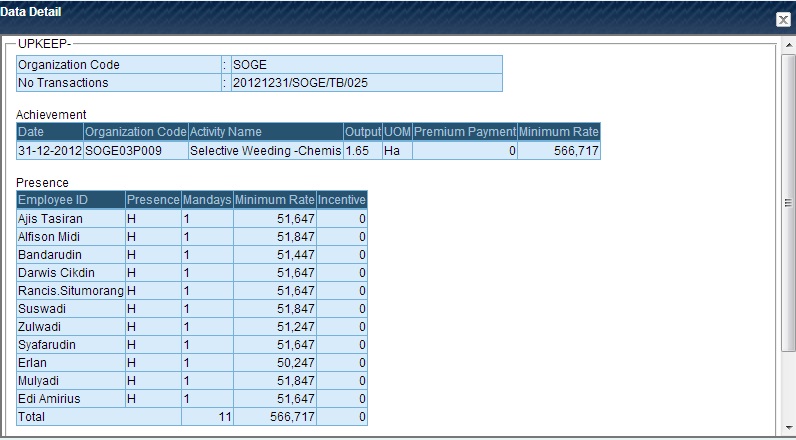 Data Detail
UPKEEP-
Organization Code : SOGE
No Transactions : 20121231/SOGE/TB/025
Achievement
Date Organization Code Activity Name Output UOM Premium Payment Minimum Rate
31-12-2012 SOGE03P009 Selective Weeding -Chemis 1.65 Ha 0 566,717
Presence
Employee ID Presence Mandays Minimum Rate Incentive
Ajis Tasiran H 1 51,647 0
Alfison Midi H 1 51,847 0
Bandarudin H 1 51,447 0
Darwis Cikdin H 1 51,647 0
Rancis.Situmorang H 1 51,647 0
Suswadi H 1 51,847 0
Zulwadi H 1 51,247 0
Syafarudin H 1 51,647 0
Erlan H 1 50,247 0
Mulyadi H 1 51,847 0
Edi Amirius H 1 51,647 0
Total 11 566,717 0